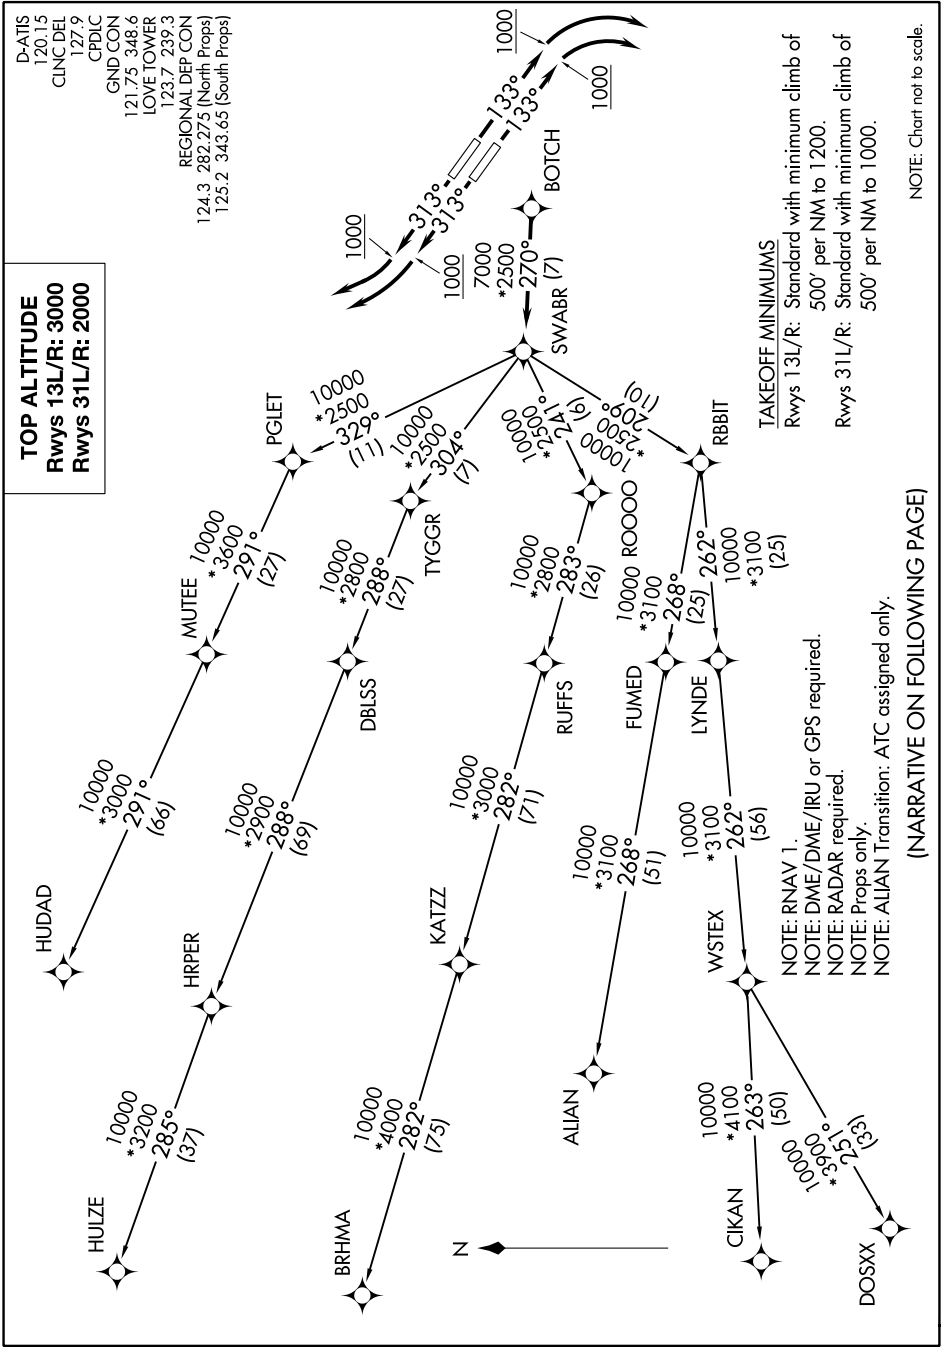 D-ATIS
120.15
CLNC DEL
127.9
CPDLC
GND CON
121.75 348.6
LOVE TOWER
123.7 239.3
REGIONAL DEP CON
124.3 282.275 (North Props)
125.2 343.65 (South Props)
TOP ALTITUDE
Rwys 13L/R: 3000
Rwys 31L/R: 2000
1000
1000
313°
313°
133°
133°
1000
1000
BOTCH
7000
*2500
270°
(7)
SWABR
10000
*2500
329°
(11)
PGLET
10000
*3600
291°
(27)
MUTEE
10000
*3000
291°
(66)
HUDAD
10000
*2500
304°
(7)
TYGGR
10000
*2800
288°
(27)
DBLSS
10000
*2900
288°
(69)
HRPER
10000
*3200
285°
(37)
HULZE
10000
*2500
241°
(6)
ROOOO
10000
*2800
283°
(26)
RUFFS
10000
*3000
282°
(71)
KATZZ
10000
*4000
282°
(75)
BRHMA
10000
*2500
209°
(10)
RBBIT
10000
*3100
268°
(25)
FUMED
10000
*3100
268°
(51)
ALIAN
262°
10000
*3100
(25)
LYNDE
10000
*3100
262°
(56)
WSTEX
10000
*4100
263°
(50)
CIKAN
10000
*3900
251°
(33)
DOSXX
N
TAKEOFF MINIMUMS
Rwys 13L/R: Standard with minimum climb of
500' per NM to 1200.
Rwys 31L/R: Standard with minimum climb of
500' per NM to 1000.
NOTE: RNAV 1.
NOTE: DME/DME/IRU or GPS required.
NOTE: RADAR required.
NOTE: Props only.
NOTE: ALIAN Transition: ATC assigned only.
(NARRATIVE ON FOLLOWING PAGE)
NOTE: Chart not to scale.